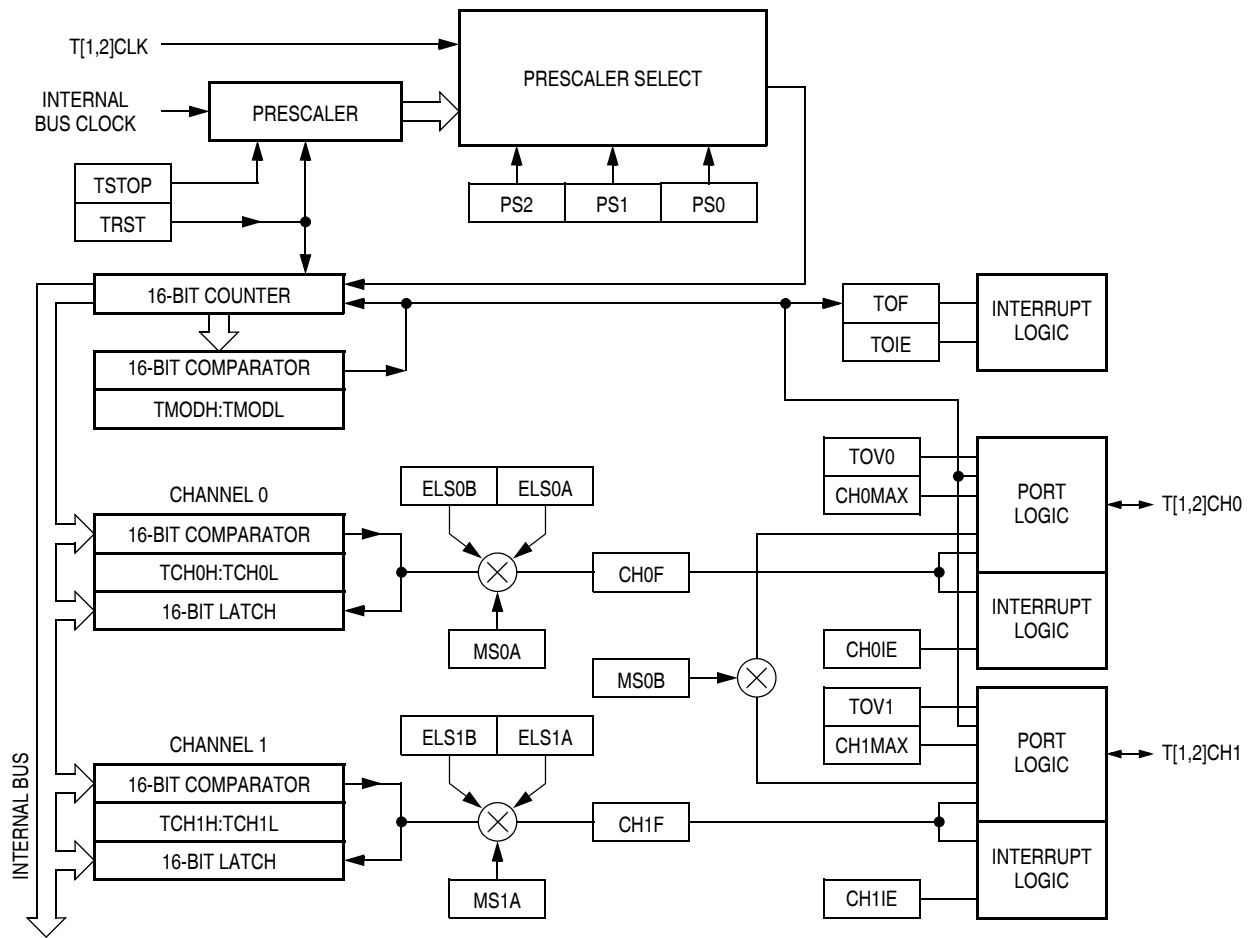 T[1,2]CLK
PRESCALER SELECT
INTERNAL
BUS CLOCK
PRESCALER
TSTOP
TRST
PS2
PS1
PS0
16-BIT COUNTER
TOF
TOIE
INTERRUPT
LOGIC
16-BIT COMPARATOR
TMODH:TMODL
TOV0
CH0MAX
PORT
LOGIC
T[1,2]CH0
CHANNEL 0
ELS0B
ELS0A
16-BIT COMPARATOR
TCH0H:TCH0L
16-BIT LATCH
CH0F
MS0A
INTERRUPT
LOGIC
CH0IE
MS0B
TOV1
CH1MAX
PORT
LOGIC
T[1,2]CH1
CHANNEL 1
ELS1B
ELS1A
16-BIT COMPARATOR
TCH1H:TCH1L
16-BIT LATCH
CH1F
MS1A
INTERRUPT
LOGIC
CH1IE
INTERNAL BUS